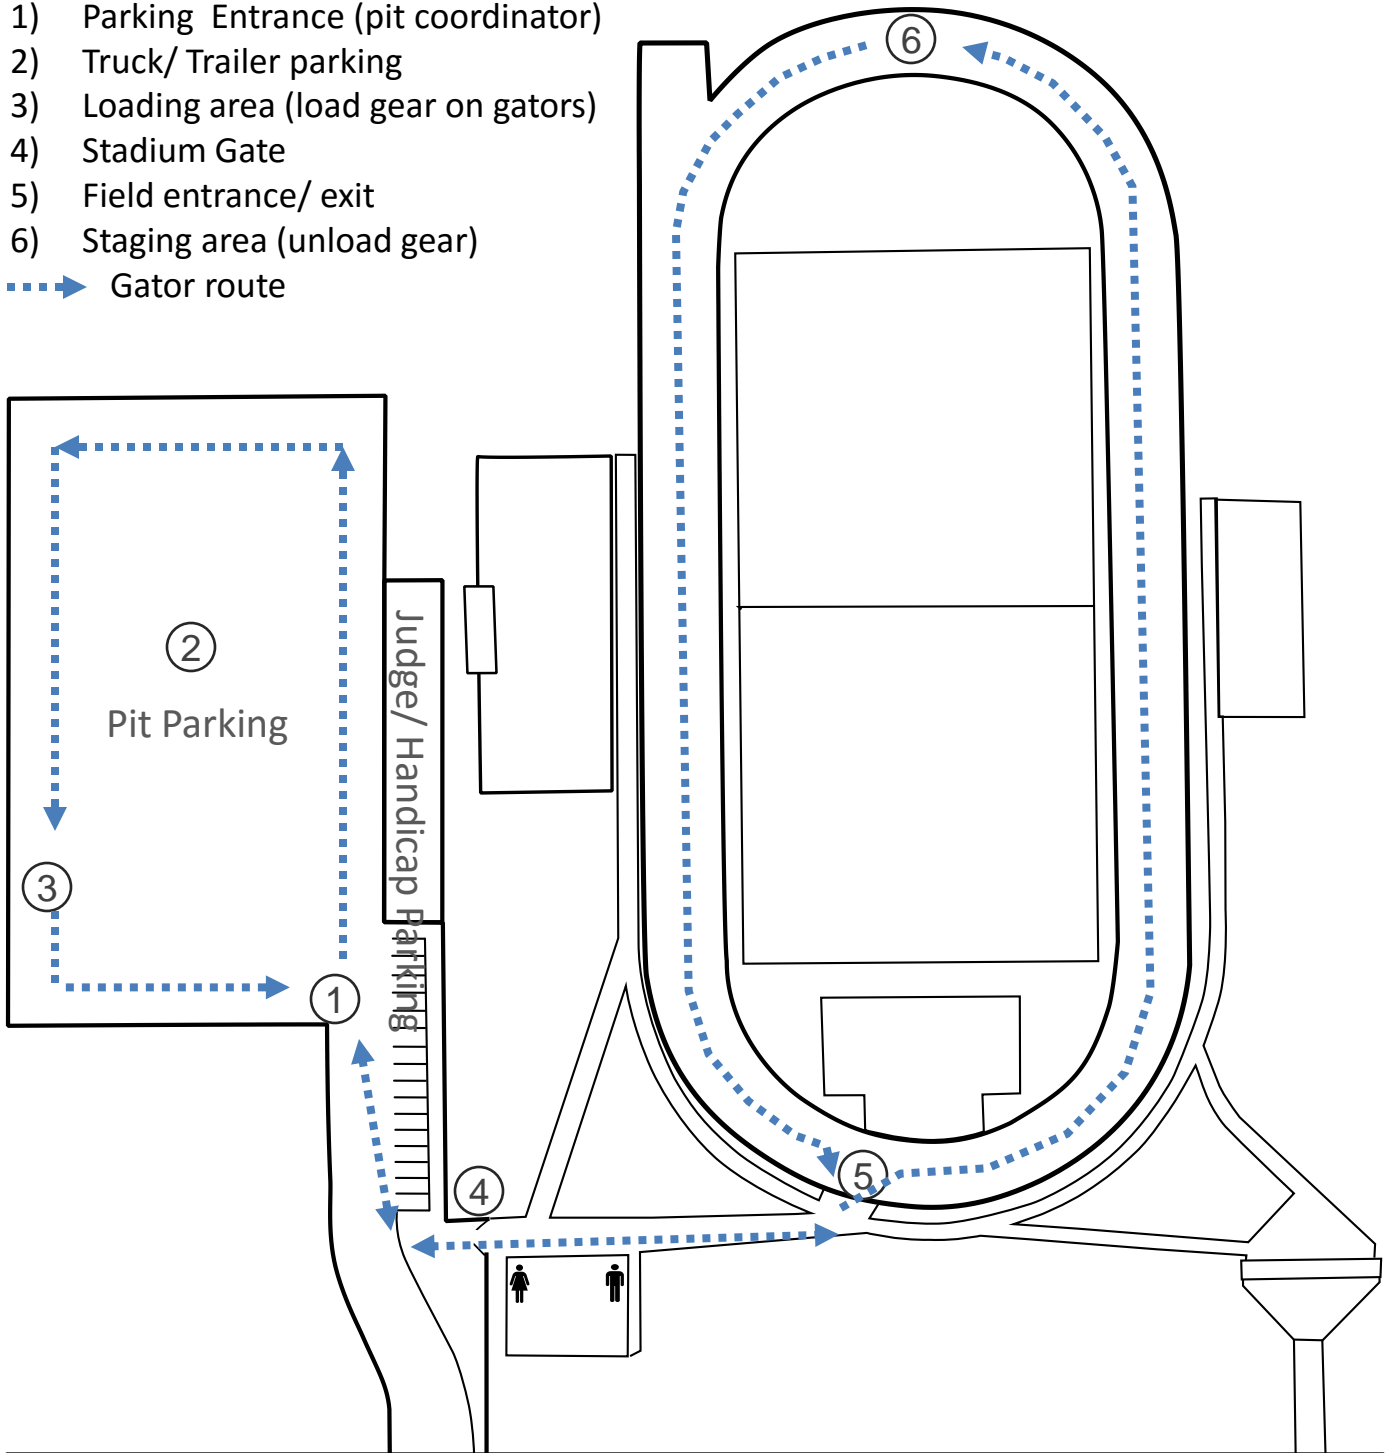 1) Parking Entrance (pit coordinator)
2) Truck/ Trailer parking
3) Loading area (load gear on gators)
4) Stadium Gate
5) Field entrance/ exit
6) Staging area (unload gear)
Gator route
6
2
Pit Parking
Judge/ Handicap Parking
3
1
5
4